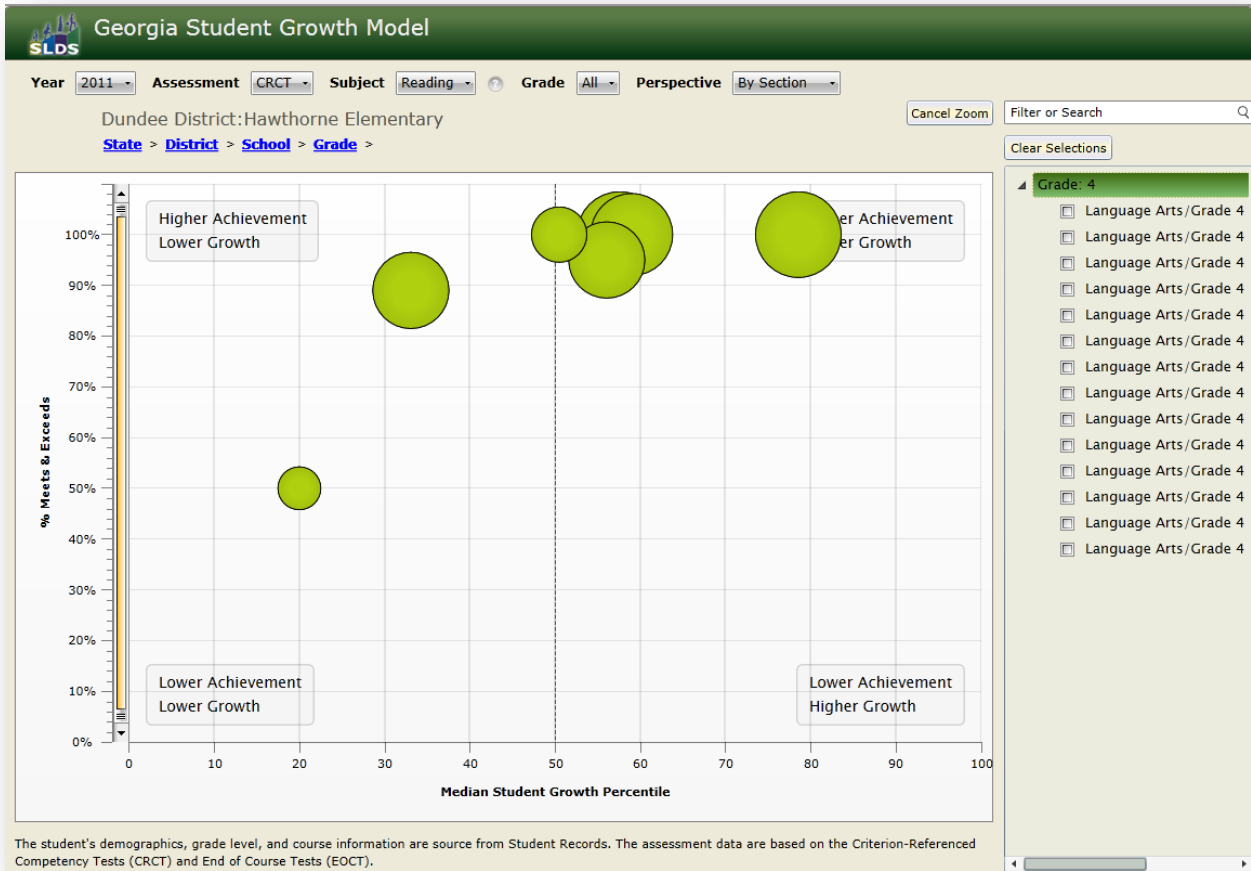 SLDS
Georgia Student Growth Model
Year 2011 Assessment CRCT Subject Reading ? Grade All Perspective By Section
Dundee District:Hawthorne Elementary
Cancel Zoom
State > District > School > Grade >
Filter or Search
Clear Selections
Higher Achievement
Lower Growth
er Achievement
er Growth
Lower Achievement
Lower Growth
Lower Achievement
Higher Growth
% Meets & Exceeds
100%
90%
80%
70%
60%
50%
40%
30%
20%
10%
0%
0 10 20 30 40 50 60 70 80 90 100
Median Student Growth Percentile
Grade: 4
Language Arts/Grade 4
Language Arts/Grade 4
Language Arts/Grade 4
Language Arts/Grade 4
Language Arts/Grade 4
Language Arts/Grade 4
Language Arts/Grade 4
Language Arts/Grade 4
Language Arts/Grade 4
Language Arts/Grade 4
Language Arts/Grade 4
Language Arts/Grade 4
Language Arts/Grade 4
Language Arts/Grade 4
The student's demographics, grade level, and course information are source from Student Records. The assessment data are based on the Criterion-Referenced
Competency Tests (CRCT) and End of Course Tests (EOCT).